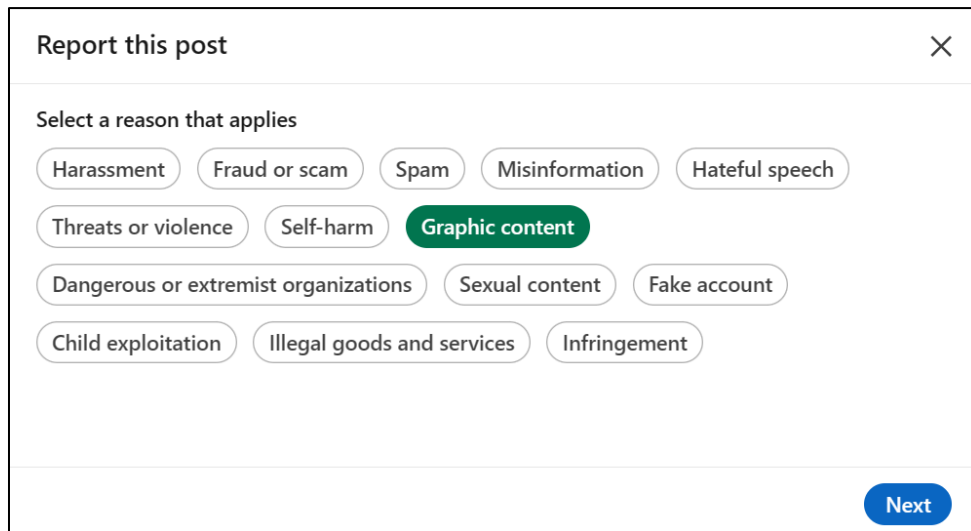 Report this post
Select a reason that applies
Harassment Fraud or scam Spam Misinformation Hateful speech
Threats or violence Self-harm Graphic content
Dangerous or extremist organizations Sexual content Fake account
Child exploitation Illegal goods and services Infringement
Next